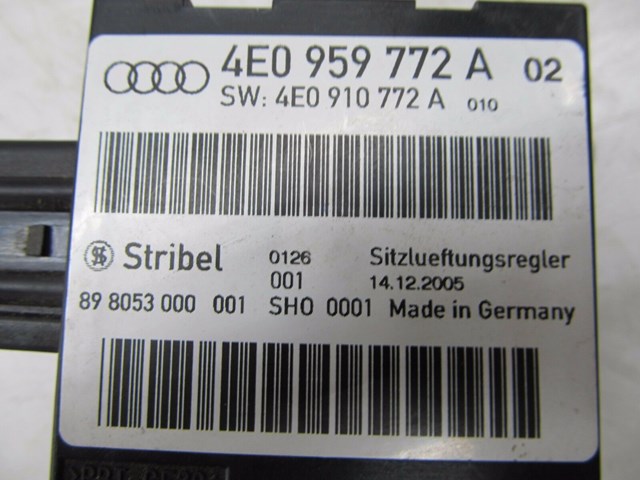 4E0 959 772 A 02
SW: 4E0 910 772 A 010
Stribel 0126 Sitzlueftungsregler
001 14.12.2005
89 8053 000 001 SHO 0001 Made in Germany